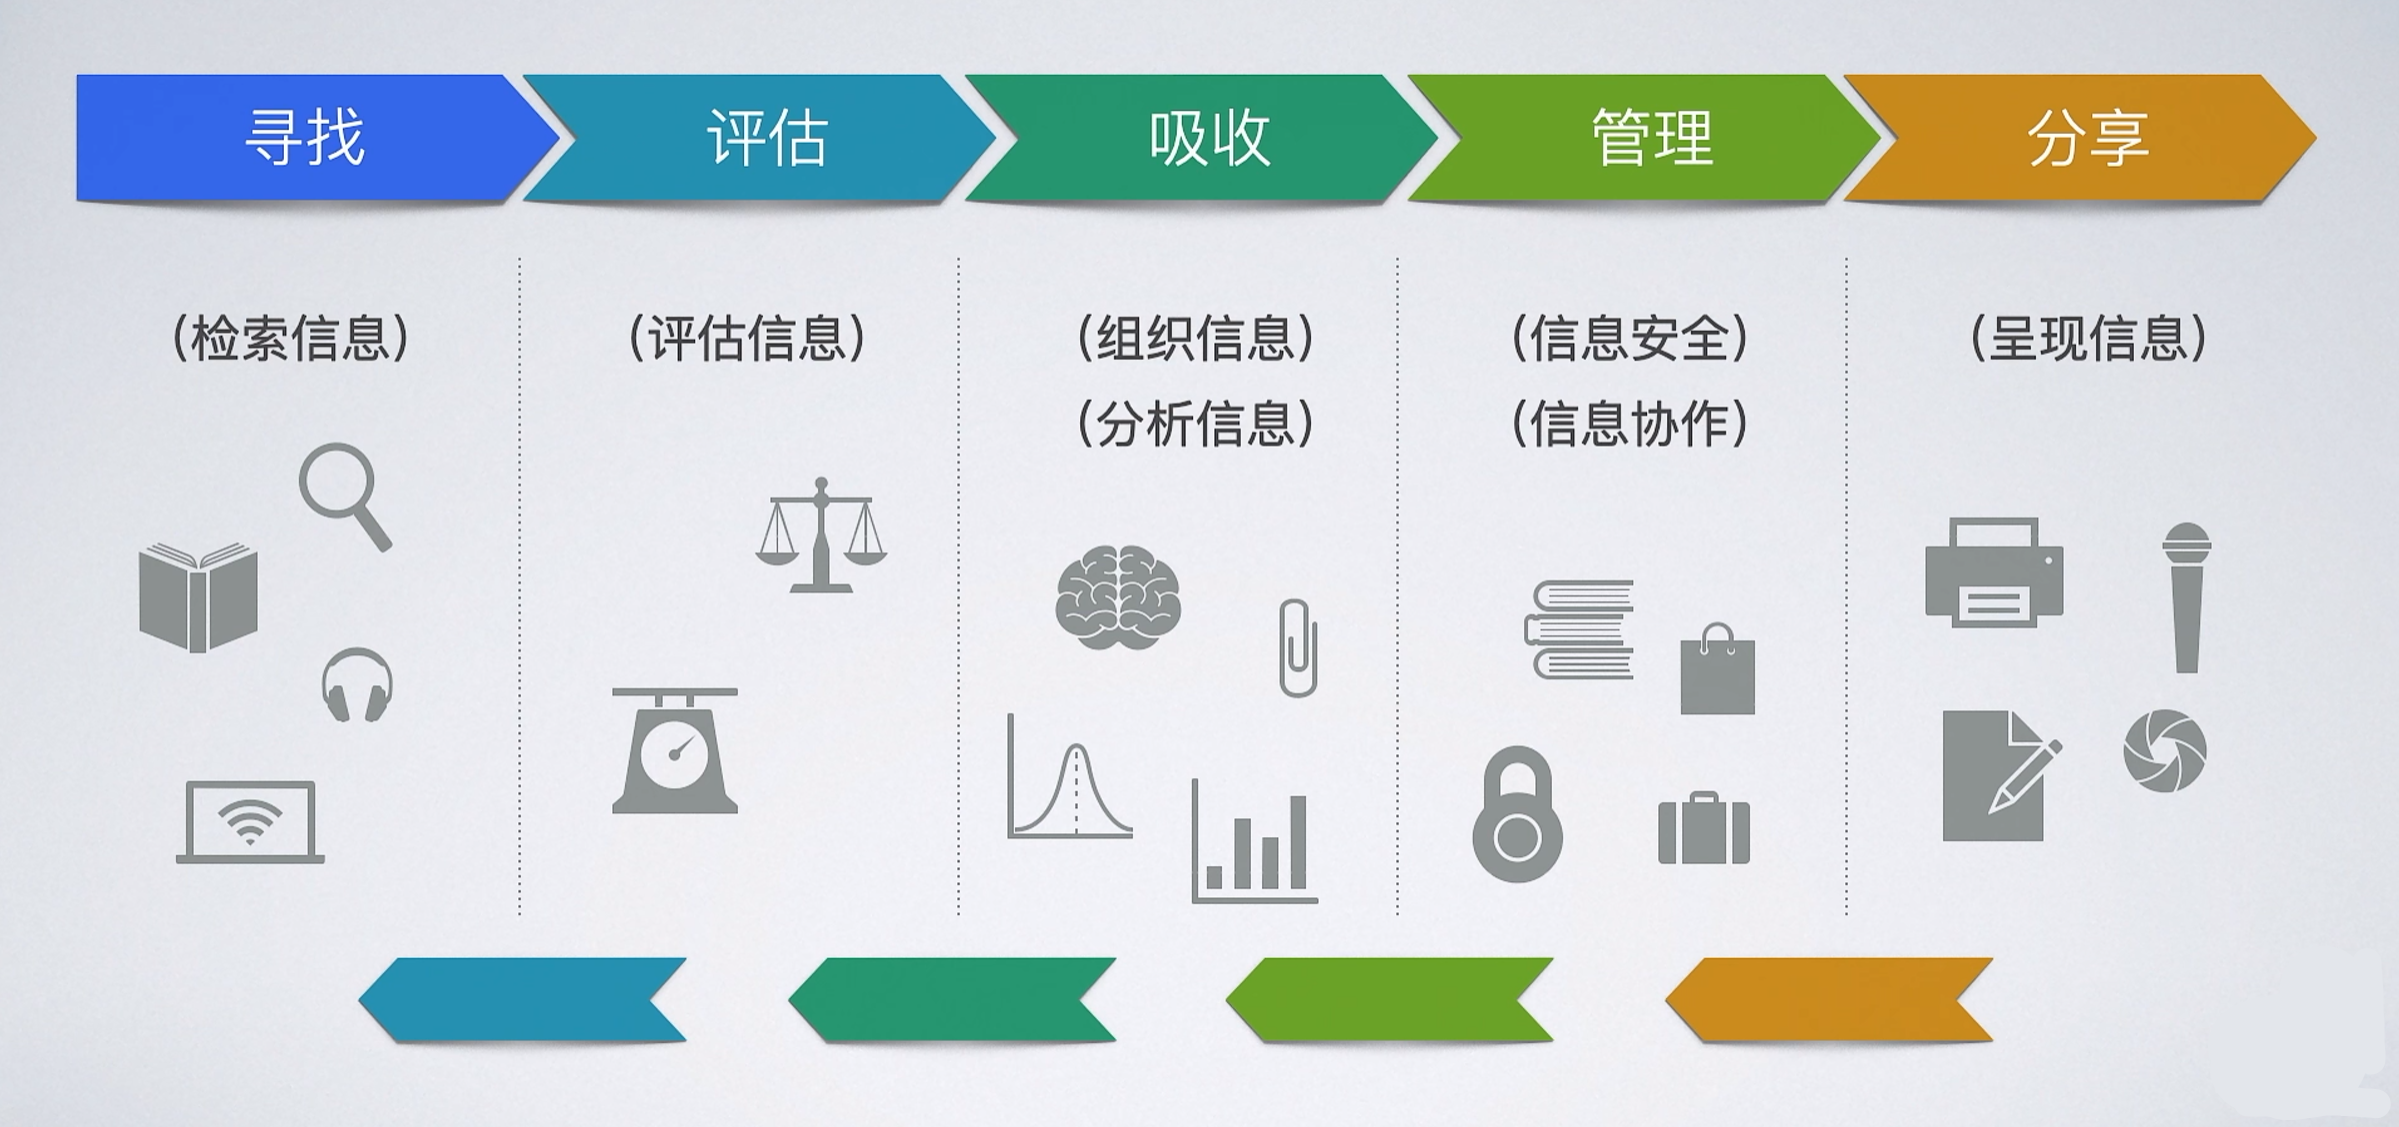 寻找
评估
吸收
管理
分享
(检索信息)
(评估信息)
(组织信息)
(分析信息)
(信息安全)
(信息协作)
(呈现信息)